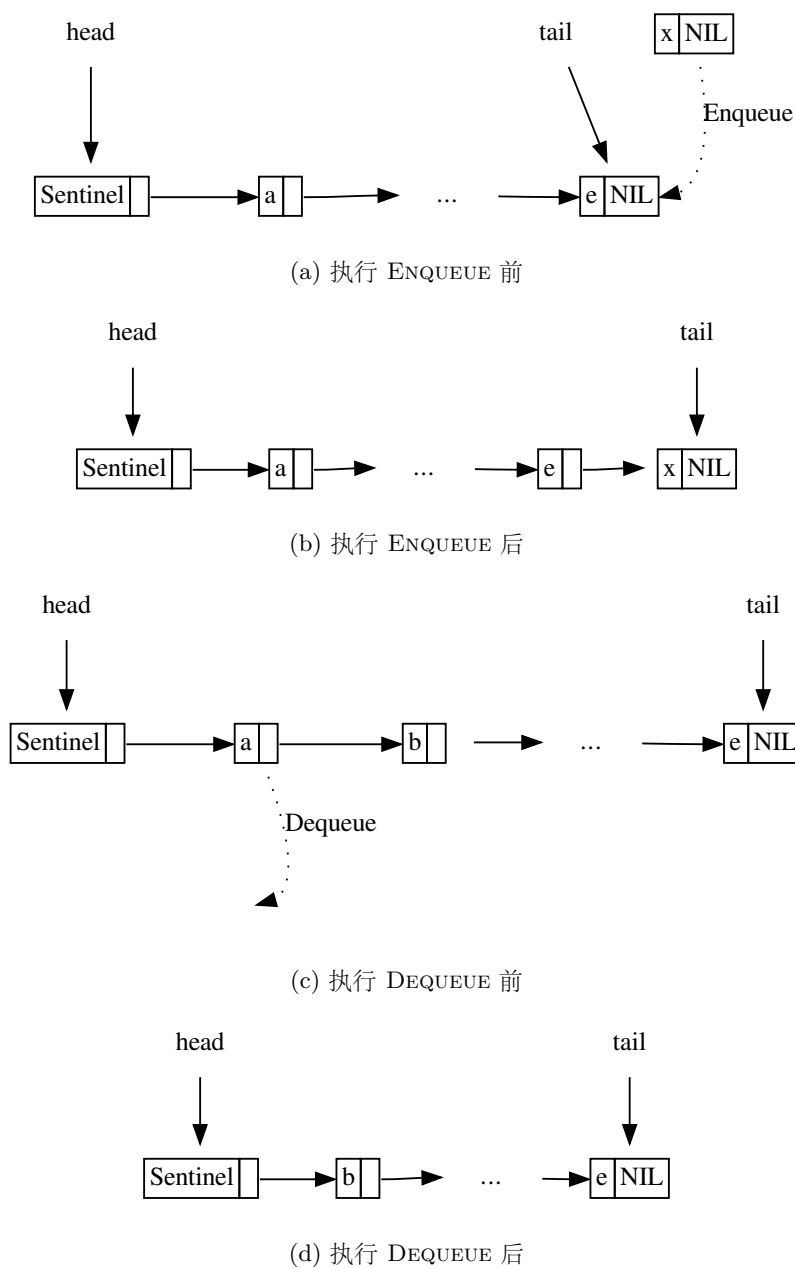 head tail x NIL
Enqueue
Sentinel a ... e NIL
(a) 执行 ENQUEUE 前
head tail
Sentinel a ... e x NIL
(b) 执行 ENQUEUE 后
head tail
Sentinel a b ... e NIL
Dequeue
(c) 执行 DEQUEUE 前
head tail
Sentinel b ... e NIL
(d) 执行 DEQUEUE 后